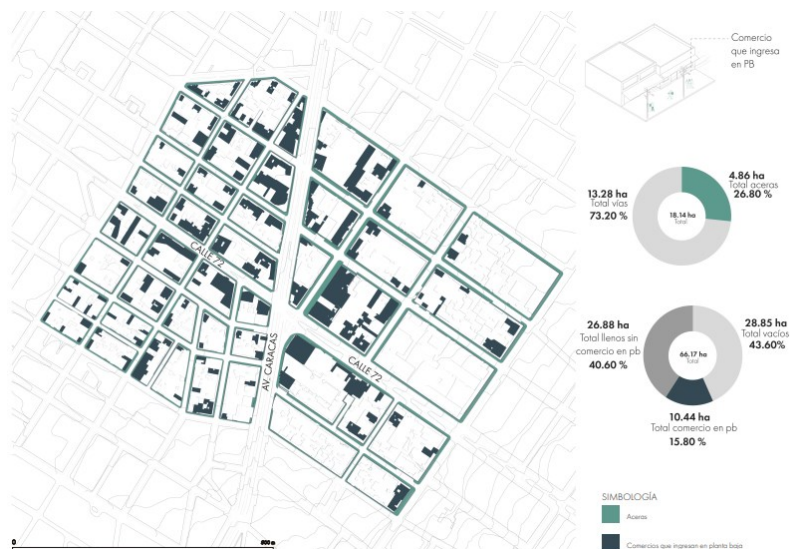 Comercio
que ingresa
en PB
4.86 ha
Total aceras
26.80 %
13.28 ha
Total vías
73.20 %
18.14 ha
Total
CALLE 72
AV. CARACAS
CALLE 72
26.88 ha
Total llenos sin
comercio en pb
40.60 %
28.85 ha
Total vacíos
43.60%
66.17 ha
Total
10.44 ha
Total comercio en pb
15.80 %
SIMBOLOGÍA
Aceras
Comercios que ingresan en planta baja
0
500 m